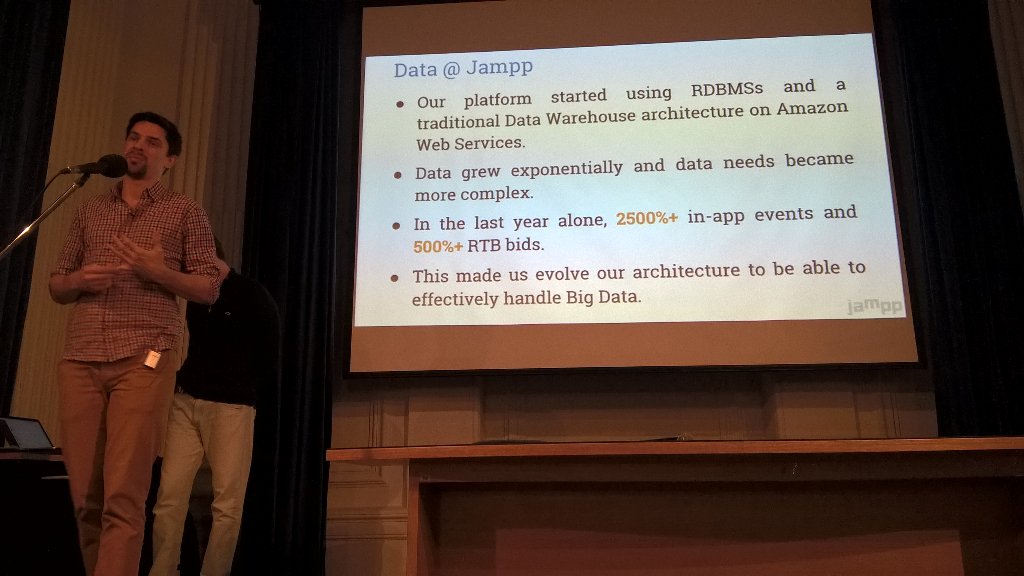 Data @ Jampp
• Our platform started using RDBMSs and a
traditional Data Warehouse architecture on Amazon
Web Services.
• Data grew exponentially and data needs became
more complex.
• In the last year alone, 2500%+ in-app events and
500%+ RTB bids.
• This made us evolve our architecture to be able to
effectively handle Big Data.
jampp